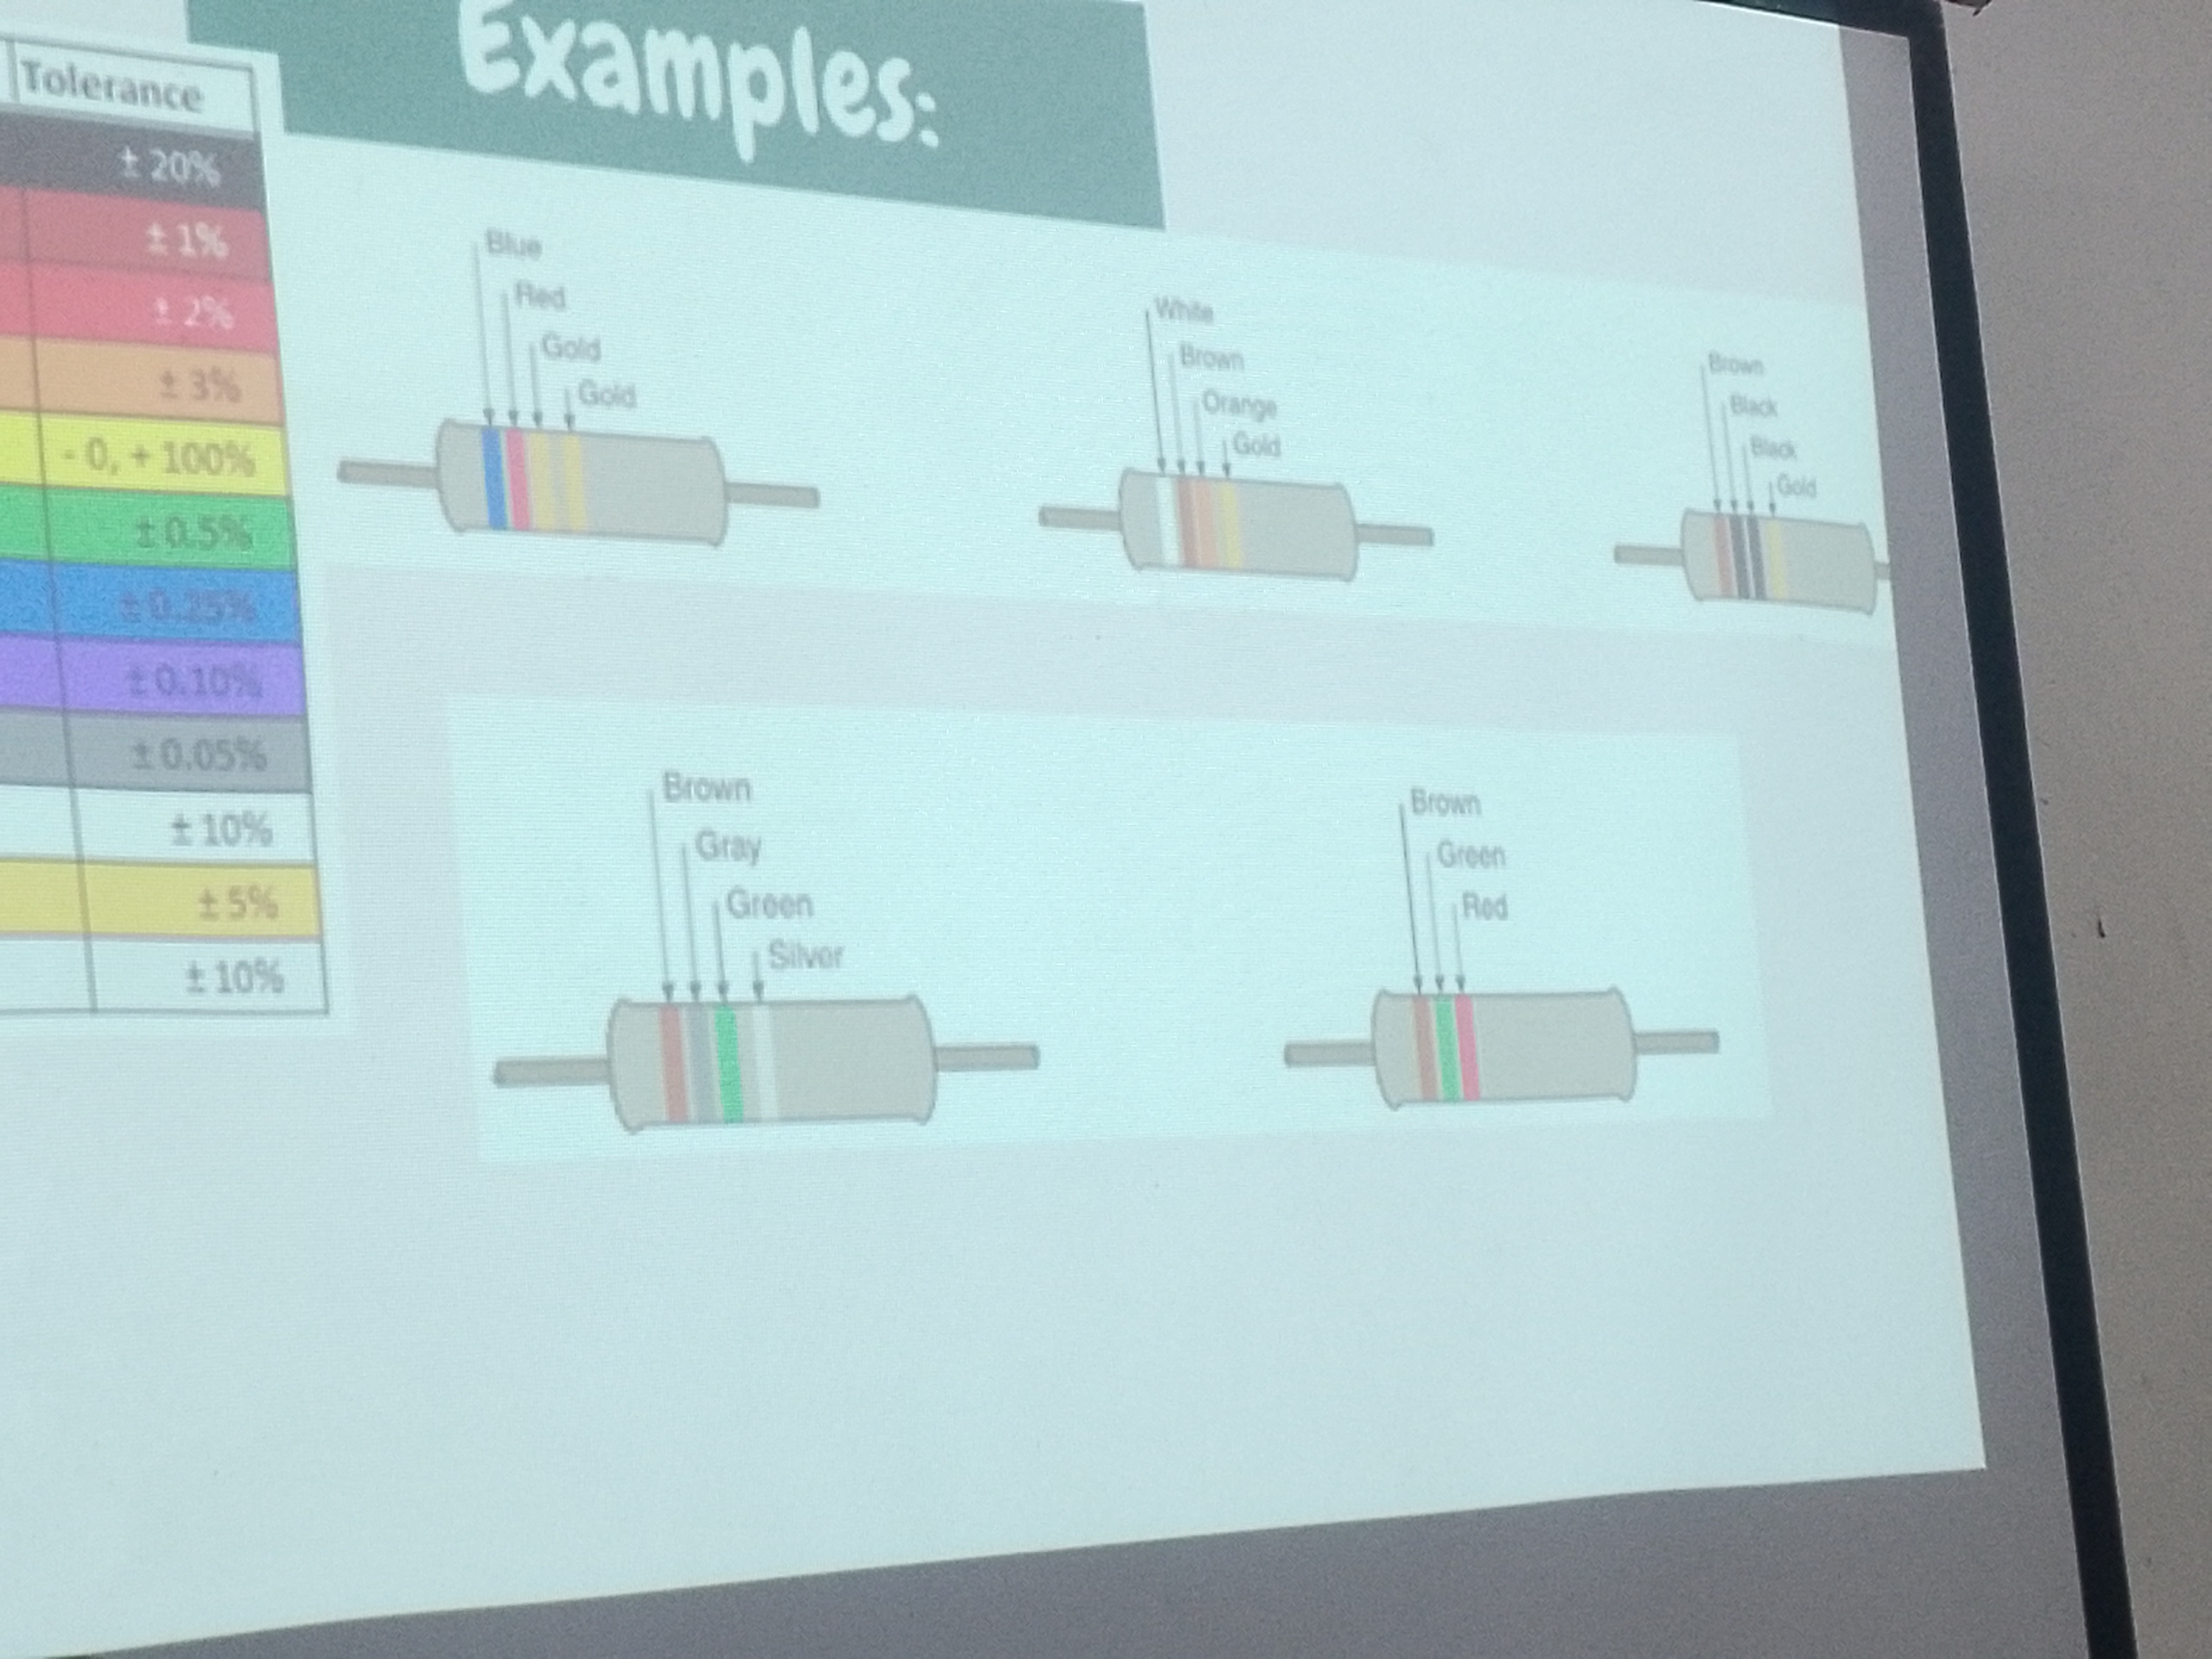 Examples:
Tolerance
± 20%
± 1%
± 2%
± 3%
- 0, + 100%
± 0.5%
± 0.25%
± 0.10%
± 0.05%
± 10%
± 5%
± 10%
Blue
Red
Gold
Gold
White
Brown
Orange
Gold
Brown
Black
Black
Gold
Brown
Gray
Green
Silver
Brown
Green
Red